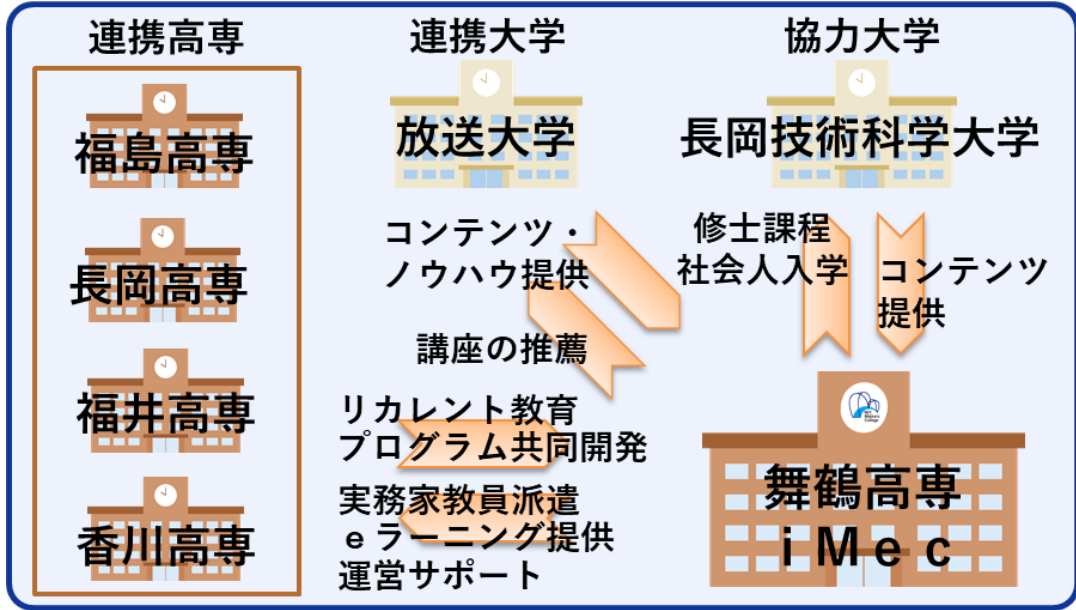 連携高専
連携大学
協力大学
福島高専
長岡高専
福井高専
香川高専
放送大学
長岡技術科学大学
コンテンツ・
ノウハウ提供
講座の推薦
修士課程
社会人入学
コンテンツ
提供
リカレント教育
プログラム共同開発
実務家教員派遣
ｅラーニング提供
運営サポート
舞鶴高専
ｉＭｅｃ